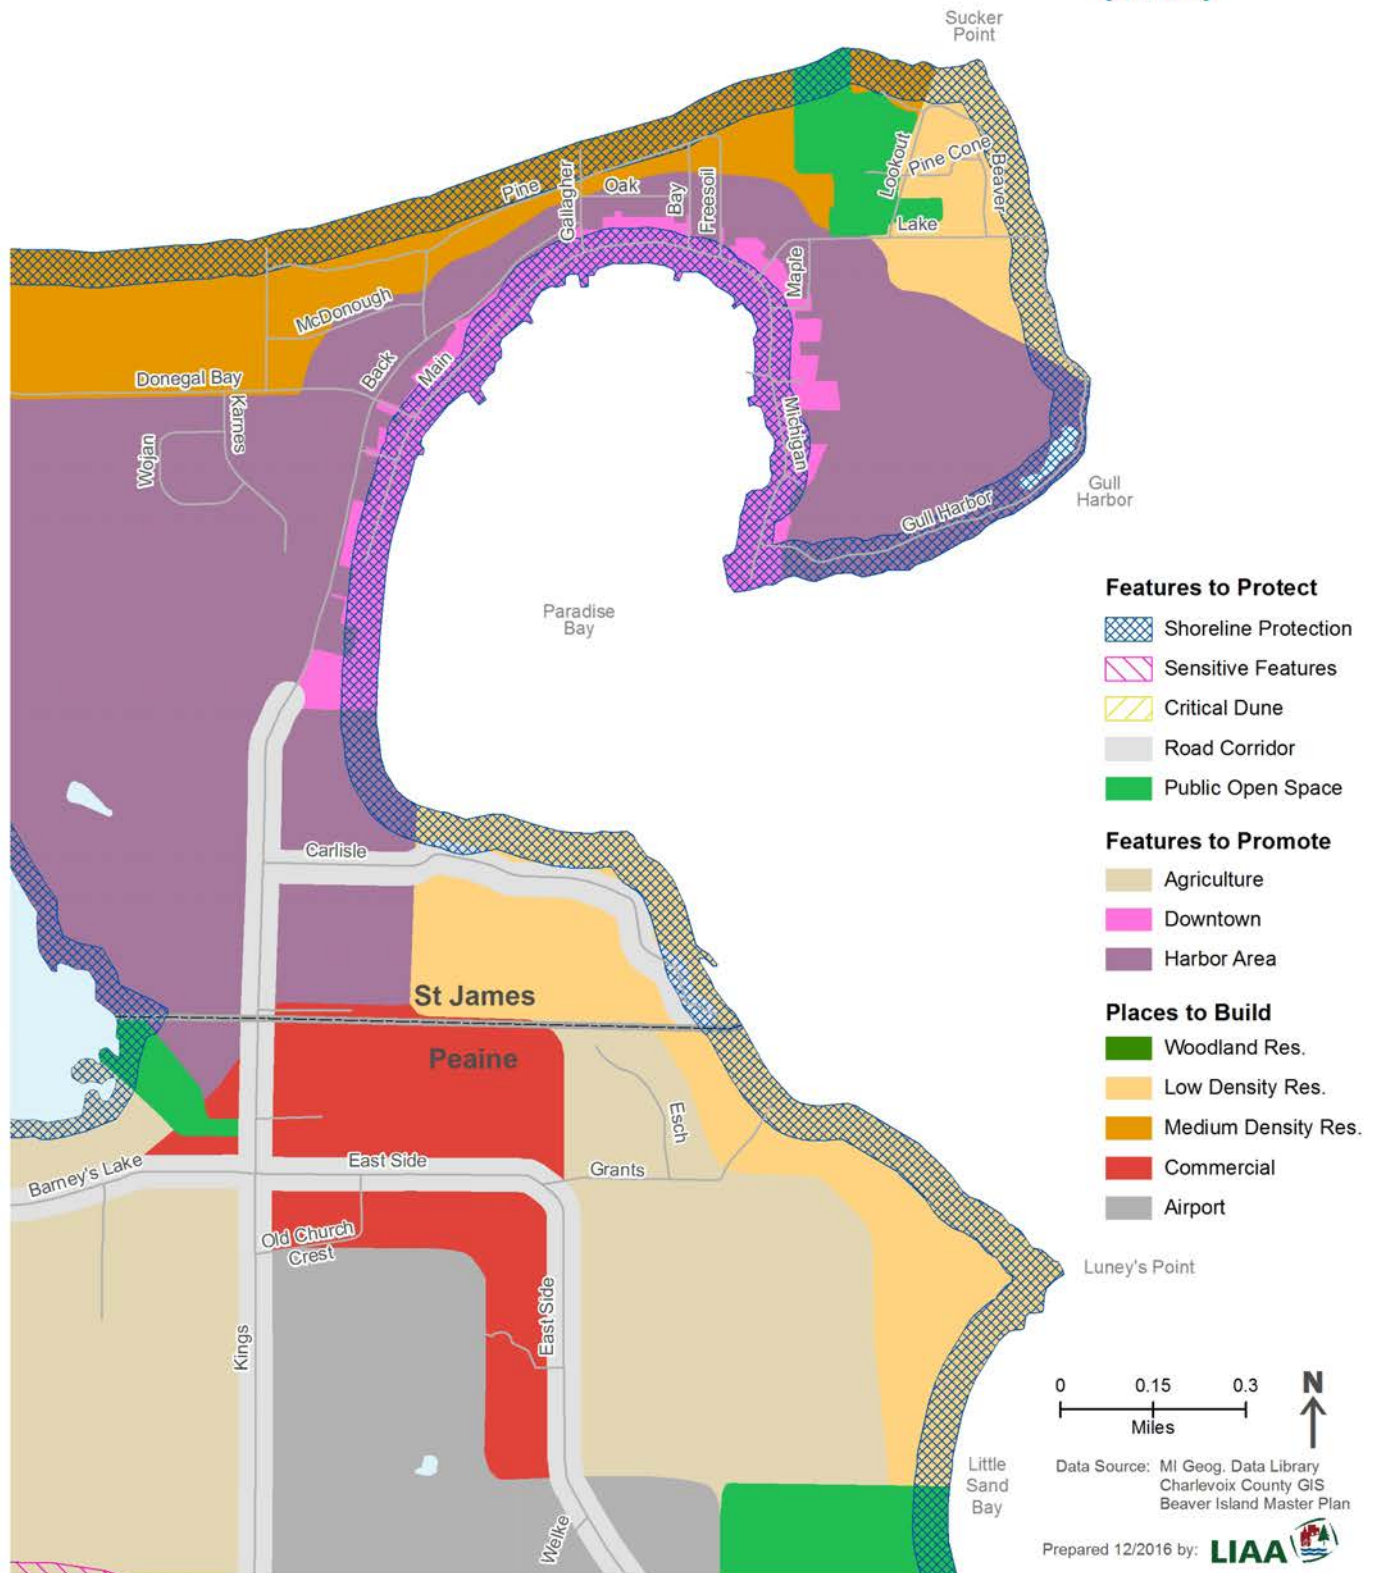 Sucker
Point
Lookout
Pine Cone
Beaver
Lake
Pine
Gallagher
Oak
Bay
Freesoil
Maple
McDonough
Back
Main
Donegal Bay
Karnes
Wojan
Michigan
Gull Harbor
Gull
Harbor
Paradise
Bay
Features to Protect
Shoreline Protection
Sensitive Features
Critical Dune
Road Corridor
Public Open Space
Features to Promote
Agriculture
Downtown
Harbor Area
Places to Build
Woodland Res.
Low Density Res.
Medium Density Res.
Commercial
Airport
Carlisle
St James
Peaine
Esch
East Side
Grants
Barney's Lake
Old Church
Crest
Kings
East Side
Luney's Point
Welke
Little
Sand
Bay
0 0.15 0.3
Miles
N
Data Source: MI Geog. Data Library
Charlevoix County GIS
Beaver Island Master Plan
Prepared 12/2016 by: LIAA